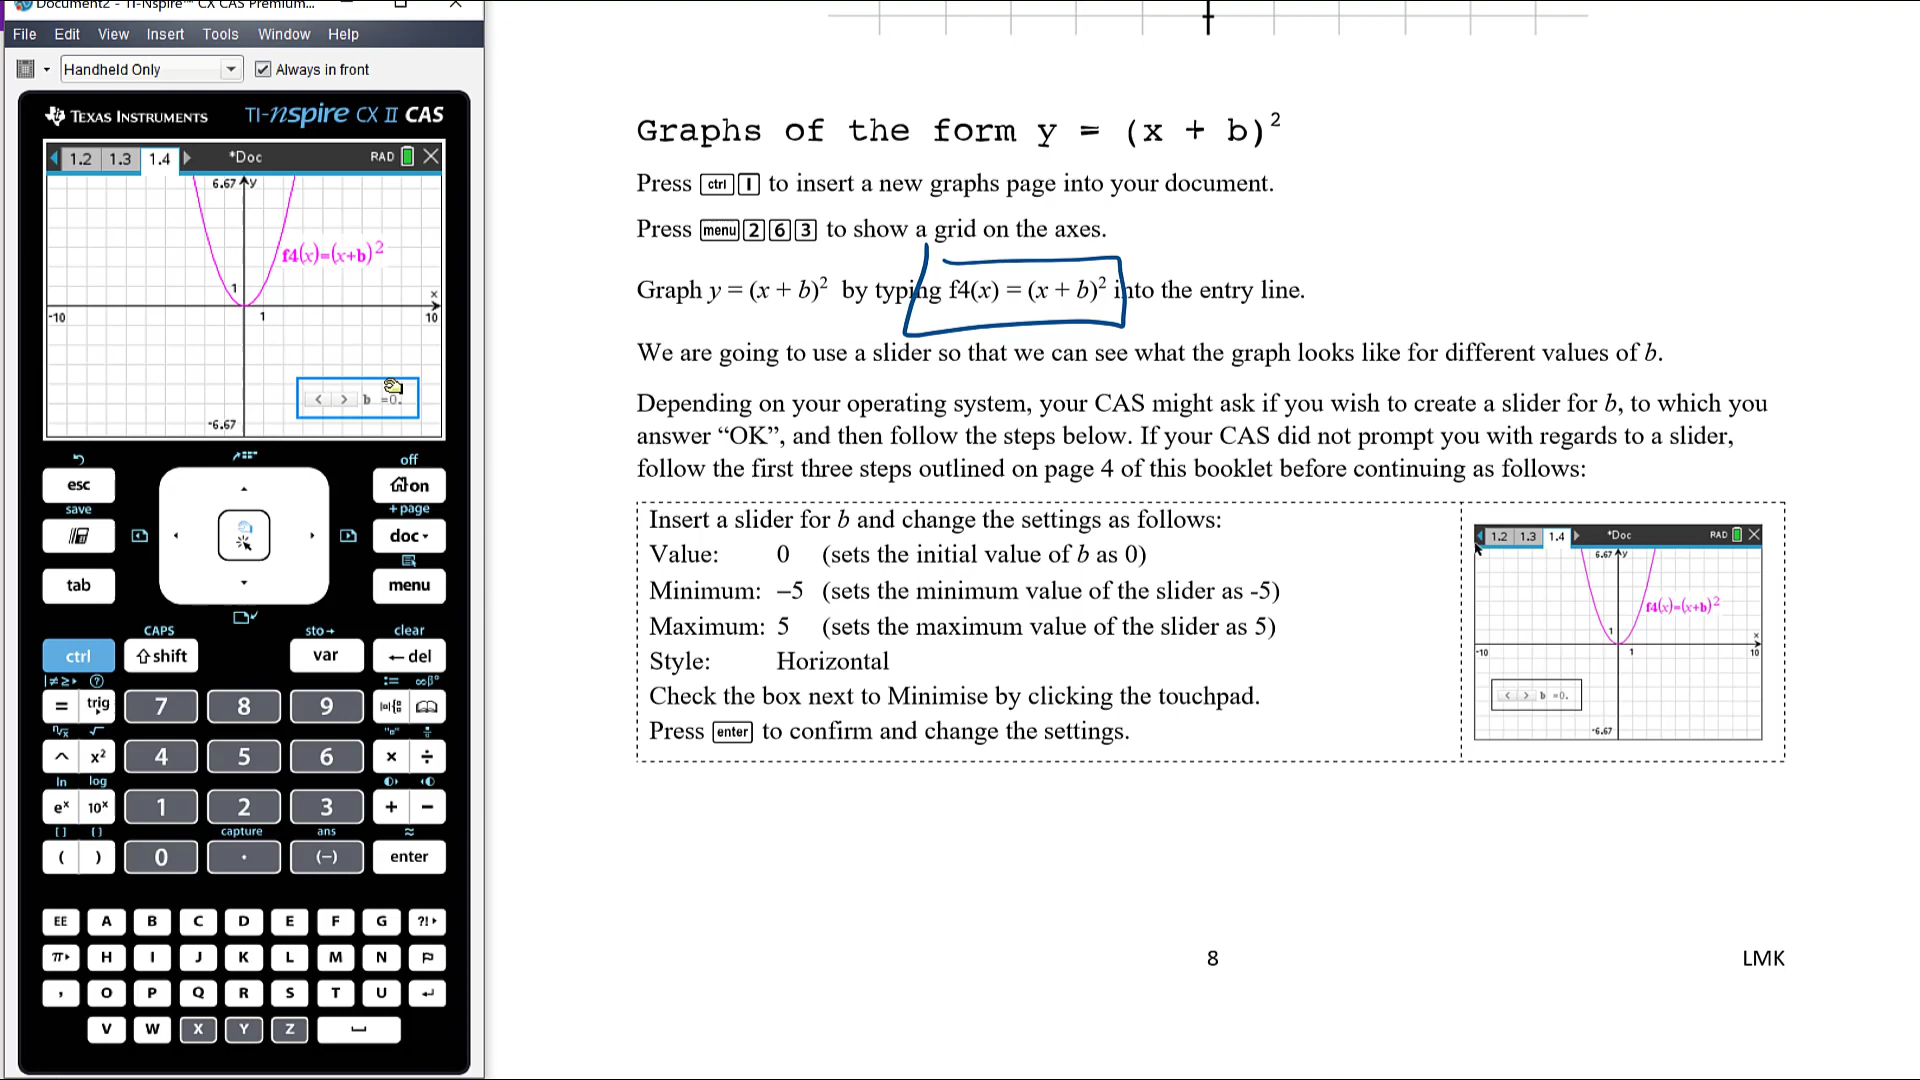 Document2 - TI-Nspire™ CX CAS Premium...
File Edit View Insert Tools Window Help
Handheld Only Always in front
TEXAS INSTRUMENTS TI-nspire CX II CAS
1.2 1.3 1.4 *Doc RAD
6.67 y
f4(x)=(x+b)²
1
x
-10 1 10
b =0.
-6.67
off
esc on
save + page
doc
tab menu
CAPS sto→ clear
ctrl shift var ←del
|≠≥▸ ? := ∞β°
= trig 7 8 9
ⁿ√x √ "□"
^ x² 4 5 6 × ÷
ln log
eˣ 10ˣ 1 2 3 + −
[ ] { } capture ans ≈
( ) 0 . (−) enter
EE A B C D E F G ?!▸
π▸ H I J K L M N
, O P Q R S T U ↵
V W X Y Z
Graphs of the form y = (x + b)²
Press ctrl I to insert a new graphs page into your document.
Press menu 2 6 3 to show a grid on the axes.
Graph y = (x + b)² by typing f4(x) = (x + b)² into the entry line.
We are going to use a slider so that we can see what the graph looks like for different values of b.
Depending on your operating system, your CAS might ask if you wish to create a slider for b, to which you
answer “OK”, and then follow the steps below. If your CAS did not prompt you with regards to a slider,
follow the first three steps outlined on page 4 of this booklet before continuing as follows:
Insert a slider for b and change the settings as follows:
Value: 0 (sets the initial value of b as 0)
Minimum: –5 (sets the minimum value of the slider as -5)
Maximum: 5 (sets the maximum value of the slider as 5)
Style: Horizontal
Check the box next to Minimise by clicking the touchpad.
Press enter to confirm and change the settings.
1.2 1.3 1.4 *Doc RAD
6.67 y
f4(x)=(x+b)²
1
x
-10 1 10
b =0.
-6.67
8
LMK